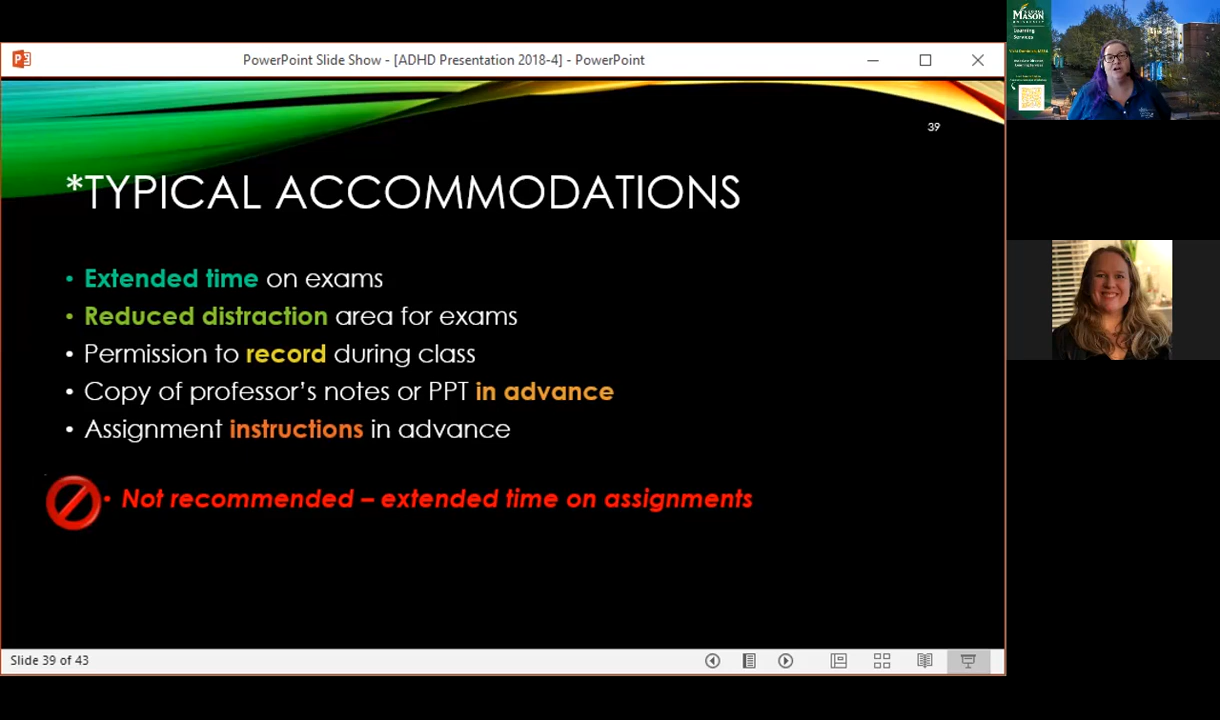 PowerPoint Slide Show - [ADHD Presentation 2018-4] - PowerPoint
39
*TYPICAL ACCOMMODATIONS
• Extended time on exams
• Reduced distraction area for exams
• Permission to record during class
• Copy of professor's notes or PPT in advance
• Assignment instructions in advance
• Not recommended – extended time on assignments
Slide 39 of 43
MASON
Learning
Services